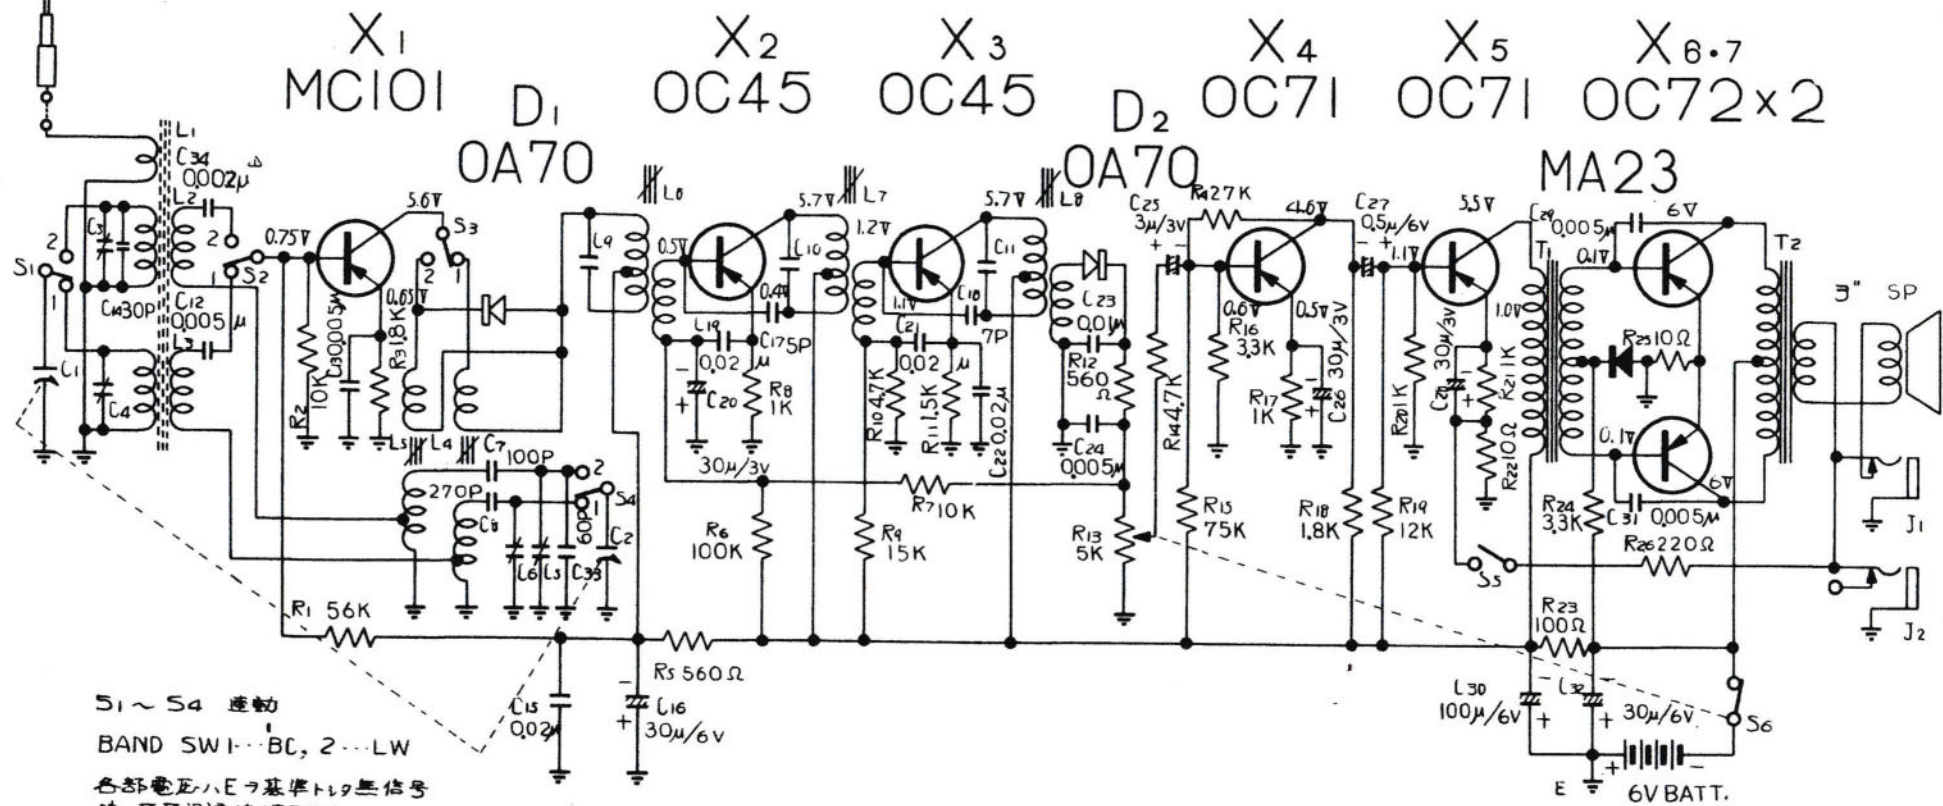 X1
MC101
D1
OA70
X2
OC45
X3
OC45
D2
OA70
X4
OC71
X5
OC71
X6・7
OC72×2
MA23
L1
C34
0.002μ
L2
2
1
S1
2
1
S2
C3
C14 30P
C12
0.005μ
L3
C1
C4
0.75V
5.6V
S3
2
1
0.65V
R2
10K
C13 0.005μ
R3 1.8K
L5
L4
C7
100P
270P
C8
2
1
S4
60P
C2
C6
C5
C33
R1 56K
C9
L6
0.5V
5.7V
C10
0.4V
C19
0.02μ
C17 5P
C20
30μ/3V
R8
1K
R6
100K
R7 10K
L7
1.2V
5.7V
C11
1.1V
C18
7P
C21
0.02μ
R10 4.7K
R11 1.5K
C22 0.02μ
R9
15K
L8
C23
0.01μ
R12
560
Ω
C24
0.005μ
R13
5K
C25
3μ/3V
+ -
R14 4.7K
27K
4.6V
0.6V
R16
3.3K
0.5V
R17
1K
C26 30μ/3V
R15
75K
C27
0.5μ/6V
- +
1.1V
5.5V
1.0V
R18
1.8K
R19
12K
R20 1K
30μ/3V
R21 1K
R22 10Ω
S5
T1
C29
0.005μ
6V
0.1V
R25 10Ω
0.1V
6V
C31
0.005μ
R24
3.3K
R26 220Ω
R23
100Ω
T2
3"
SP
J1
J2
R5 560Ω
C15
0.02μ
C16
30μ/6V
C30
100μ/6V
C32
30μ/6V
S6
E
6V BATT.
S1～S4 連動
BAND SW 1…BC, 2…LW
各部電圧ハEヲ基準トシタ無信号